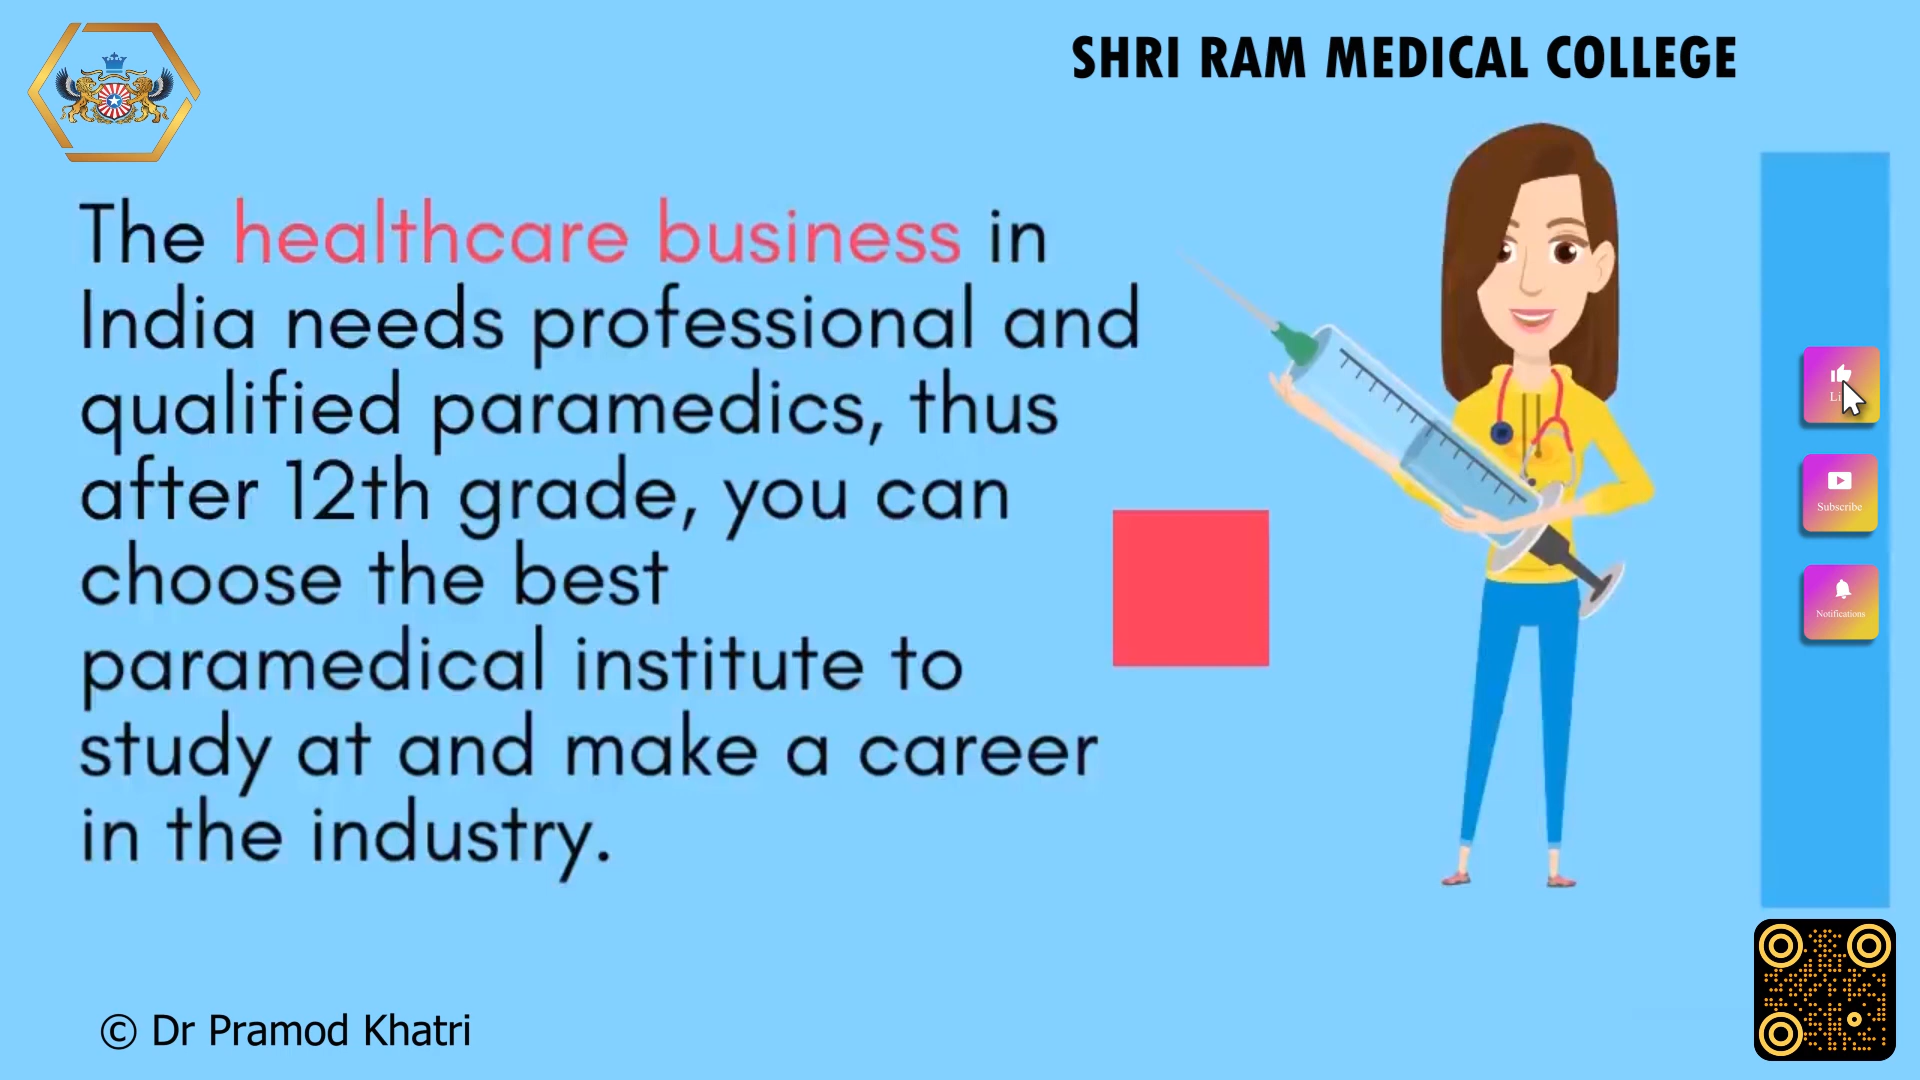 SHRI RAM MEDICAL COLLEGE
The healthcare business in
India needs professional and
qualified paramedics, thus
after 12th grade, you can
choose the best
paramedical institute to
study at and make a career
in the industry.
Subscribe
Notifications
© Dr Pramod Khatri